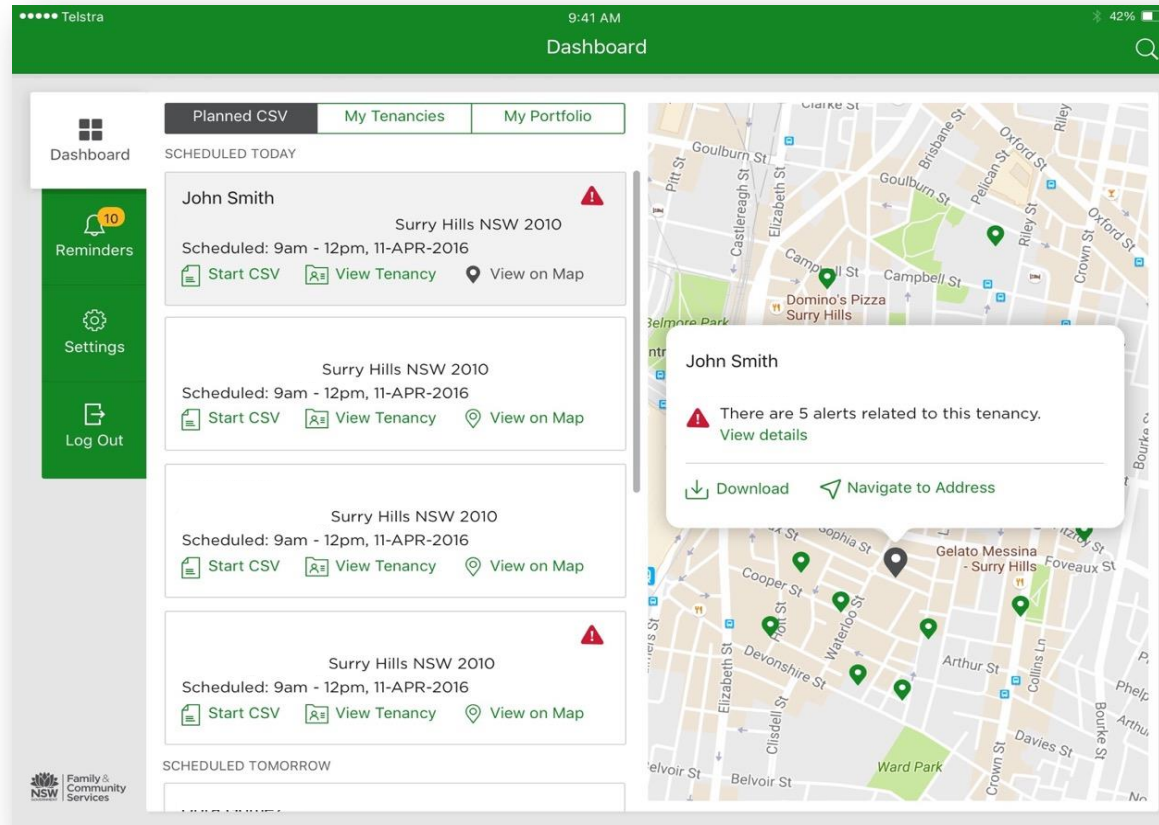 Telstra
9:41 AM
42%
Dashboard
Dashboard
10
Reminders
Settings
Log Out
NSW
GOVERNMENT
Family &
Community
Services
Planned CSV
My Tenancies
My Portfolio
SCHEDULED TODAY
John Smith
Surry Hills NSW 2010
Scheduled: 9am - 12pm, 11-APR-2016
Start CSV View Tenancy View on Map
Surry Hills NSW 2010
Scheduled: 9am - 12pm, 11-APR-2016
Start CSV View Tenancy View on Map
Surry Hills NSW 2010
Scheduled: 9am - 12pm, 11-APR-2016
Start CSV View Tenancy View on Map
Surry Hills NSW 2010
Scheduled: 9am - 12pm, 11-APR-2016
Start CSV View Tenancy View on Map
SCHEDULED TOMORROW
Clarke St
Goulburn St
Pitt St
Castlereagh St
Elizabeth St
Brisbane St
Pelican St
Oxford St
Riley
Goulburn St
Riley St
Crown St
Oxford St
Campbell St
Campbell St
Domino's Pizza
Surry Hills
Belmore Park
John Smith
There are 5 alerts related to this tenancy.
View details
Download
Navigate to Address
Bourke
Sophia St
Gelato Messina
- Surry Hills
Foveaux St
Fitzroy St
Cooper St
Holt St
Waterloo St
Elizabeth St
Devonshire St
Arthur St
Collins Ln
Phelp
Bourke St
Arthu
Clisdell St
Davies St
Crown St
Ward Park
Belvoir St
Belvoir St
No